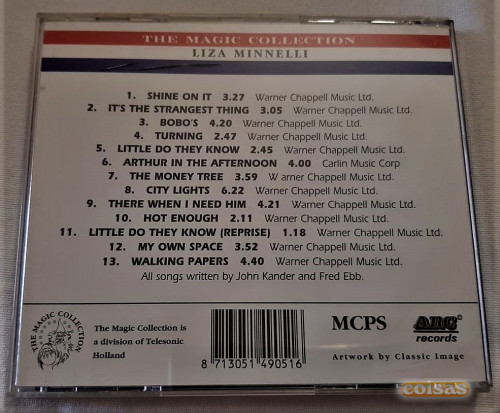 THE MAGIC COLLECTION
LIZA MINNELLI
1. SHINE ON IT 3.27 Warner Chappell Music Ltd.
2. IT'S THE STRANGEST THING 3.05 Warner Chappell Music Ltd.
3. BOBO'S 4.20 Warner Chappell Music Ltd.
4. TURNING 2.47 Warner Chappell Music Ltd.
5. LITTLE DO THEY KNOW 2.45 Warner Chappell Music Ltd.
6. ARTHUR IN THE AFTERNOON 4.00 Carlin Music Corp
7. THE MONEY TREE 3.59 W arner Chappell Music Ltd.
8. CITY LIGHTS 6.22 Warner Chappell Music Ltd.
9. THERE WHEN I NEED HIM 4.21 Warner Chappell Music Ltd.
10. HOT ENOUGH 2.11 Warner Chappell Music Ltd.
11. LITTLE DO THEY KNOW (REPRISE) 1.18 Warner Chappell Music Ltd.
12. MY OWN SPACE 3.52 Warner Chappell Music Ltd.
13. WALKING PAPERS 4.40 Warner Chappell Music Ltd.
All songs written by John Kander and Fred Ebb.
THE MAGIC COLLECTION
The Magic Collection is
a division of Telesonic
Holland
8 713051 490516
MCPS
ARC
records
Artwork by Classic Image
coisas